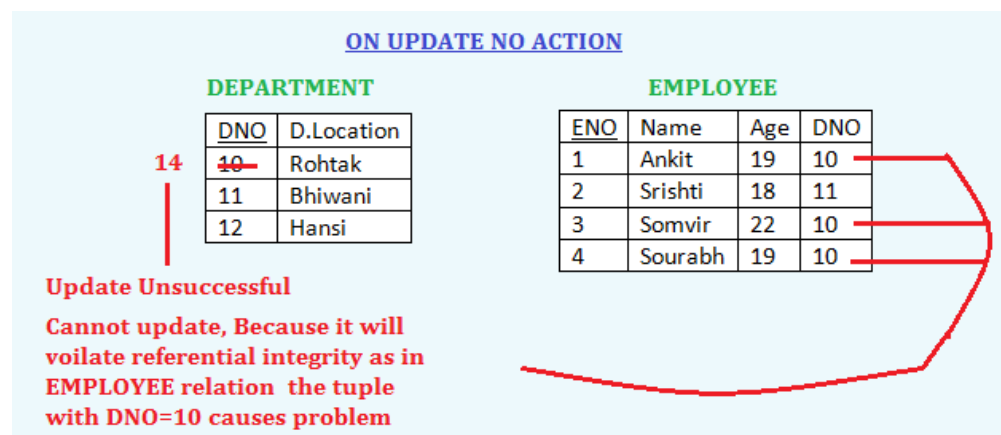 ON UPDATE NO ACTION
DEPARTMENT
DNO D.Location
14 10 Rohtak
11 Bhiwani
12 Hansi
EMPLOYEE
ENO Name Age DNO
1 Ankit 19 10
2 Srishti 18 11
3 Somvir 22 10
4 Sourabh 19 10
Update Unsuccessful
Cannot update, Because it will
voilate referential integrity as in
EMPLOYEE relation the tuple
with DNO=10 causes problem